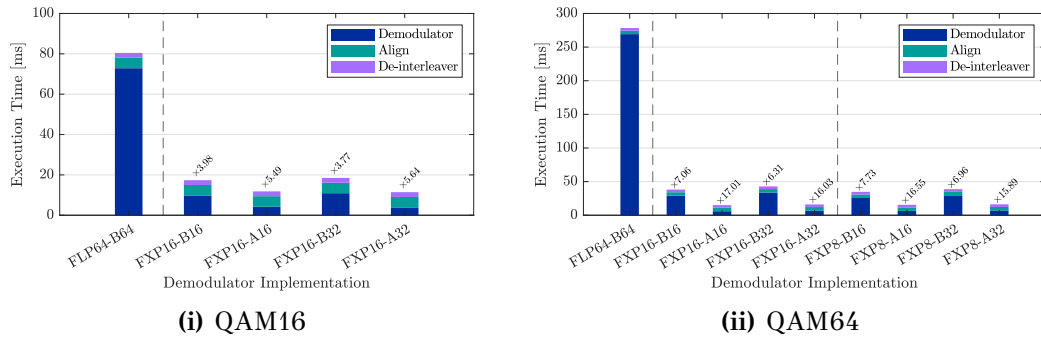 100
80
60
40
20
0
Execution Time [ms]
Demodulator
Align
De-interleaver
×3.98
×5.49
×3.77
×5.64
FLP64-B64
FXP16-B16
FXP16-A16
FXP16-B32
FXP16-A32
Demodulator Implementation
(i) QAM16
300
250
200
150
100
50
0
Execution Time [ms]
Demodulator
Align
De-interleaver
×7.06
×17.01
×6.31
×16.03
×7.73
×16.55
×6.96
×15.89
FLP64-B64
FXP16-B16
FXP16-A16
FXP16-B32
FXP16-A32
FXP8-B16
FXP8-A16
FXP8-B32
FXP8-A32
Demodulator Implementation
(ii) QAM64